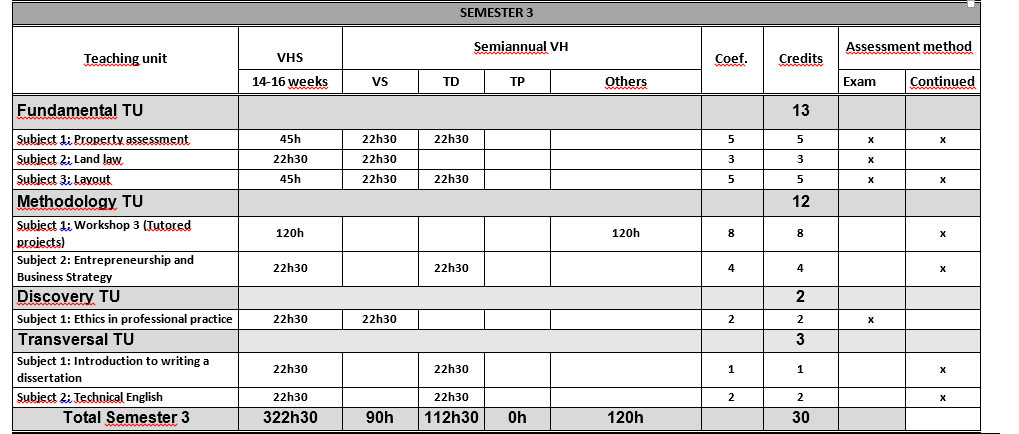 SEMESTER 3
Teaching unit VHS Semiannual VH Coef. Credits Assessment method
14-16 weeks VS TD TP Others Exam Continued
Fundamental TU 13
Subject 1: Property assessment 45h 22h30 22h30 5 5 x x
Subject 2: Land law 22h30 22h30 3 3 x
Subject 3: Layout 45h 22h30 22h30 5 5 x x
Methodology TU 12
Subject 1: Workshop 3 (Tutored
projects) 120h 120h 8 8 x
Subject 2: Entrepreneurship and
Business Strategy 22h30 22h30 4 4 x
Discovery TU 2
Subject 1: Ethics in professional practice 22h30 22h30 2 2 x
Transversal TU 3
Subject 1: Introduction to writing a
dissertation 22h30 22h30 1 1 x
Subject 2: Technical English 22h30 22h30 2 2 x
Total Semester 3 322h30 90h 112h30 0h 120h 30